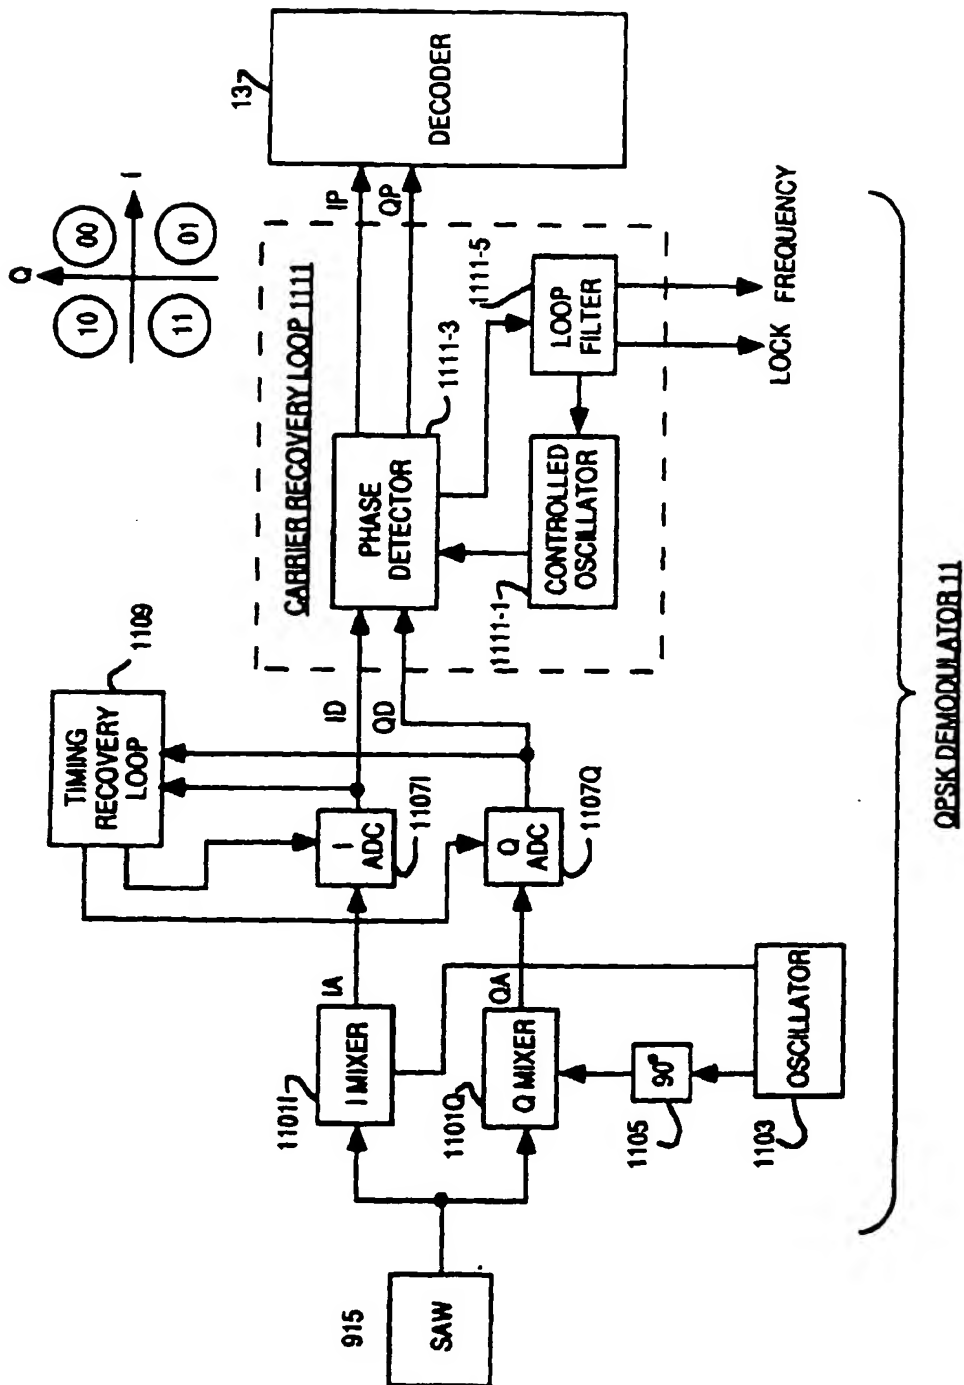 Q
I
10
00
11
01
13
DECODER
IP
QP
CARRIER RECOVERY LOOP 1111
1111-3
1111-5
PHASE
DETECTOR
LOOP
FILTER
CONTROLLED
OSCILLATOR
1111-1
LOCK
FREQUENCY
1109
TIMING
RECOVERY
LOOP
ID
QD
I
ADC
1107I
Q
ADC
1107Q
IA
QA
I MIXER
1101I
Q MIXER
1101Q
90°
1105
OSCILLATOR
1103
915
SAW
QPSK DEMODULATOR 11